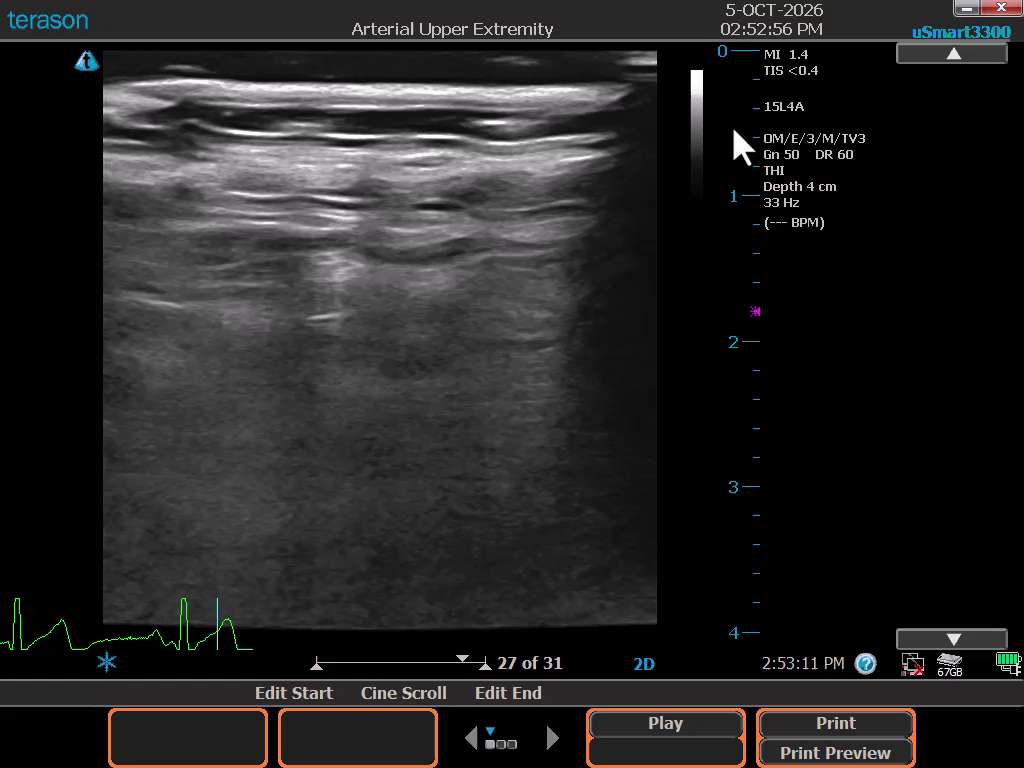 terason
Arterial Upper Extremity
5-OCT-2026
02:52:56 PM
uSmart3300
t
0
MI 1.4
TIS <0.4
15L4A
OM/E/3/M/TV3
Gn 50 DR 60
THI
Depth 4 cm
1
33 Hz
(--- BPM)
2
3
4
27 of 31
2D
2:53:11 PM
?
67GB
Edit Start Cine Scroll Edit End
Play
Print
Print Preview